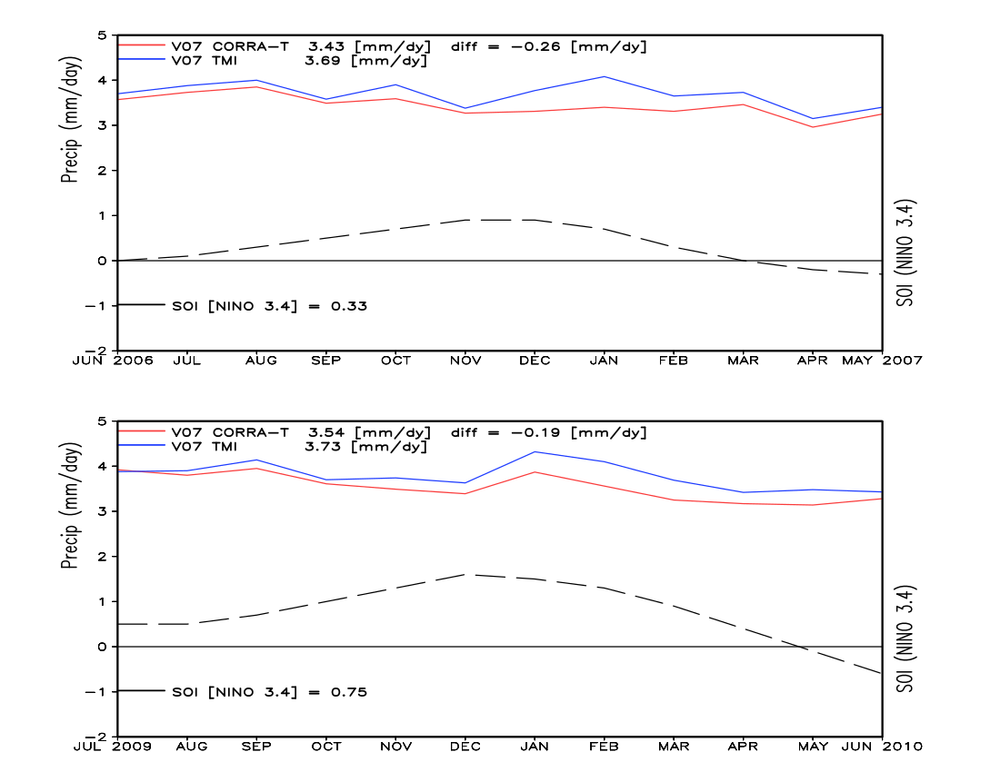 5
V07 CORRA-T 3.43 [mm/dy] diff = -0.26 [mm/dy]
V07 TMI 3.69 [mm/dy]
4
3
2
1
0
-1
-2
Precip (mm/day)
SOI (NINO 3.4)
SOI [NINO 3.4] = 0.33
JUN 2006 JUL AUG SEP OCT NOV DEC JAN FEB MAR APR MAY 2007
5
V07 CORRA-T 3.54 [mm/dy] diff = -0.19 [mm/dy]
V07 TMI 3.73 [mm/dy]
4
3
2
1
0
-1
-2
Precip (mm/day)
SOI (NINO 3.4)
SOI [NINO 3.4] = 0.75
JUL 2009 AUG SEP OCT NOV DEC JAN FEB MAR APR MAY JUN 2010